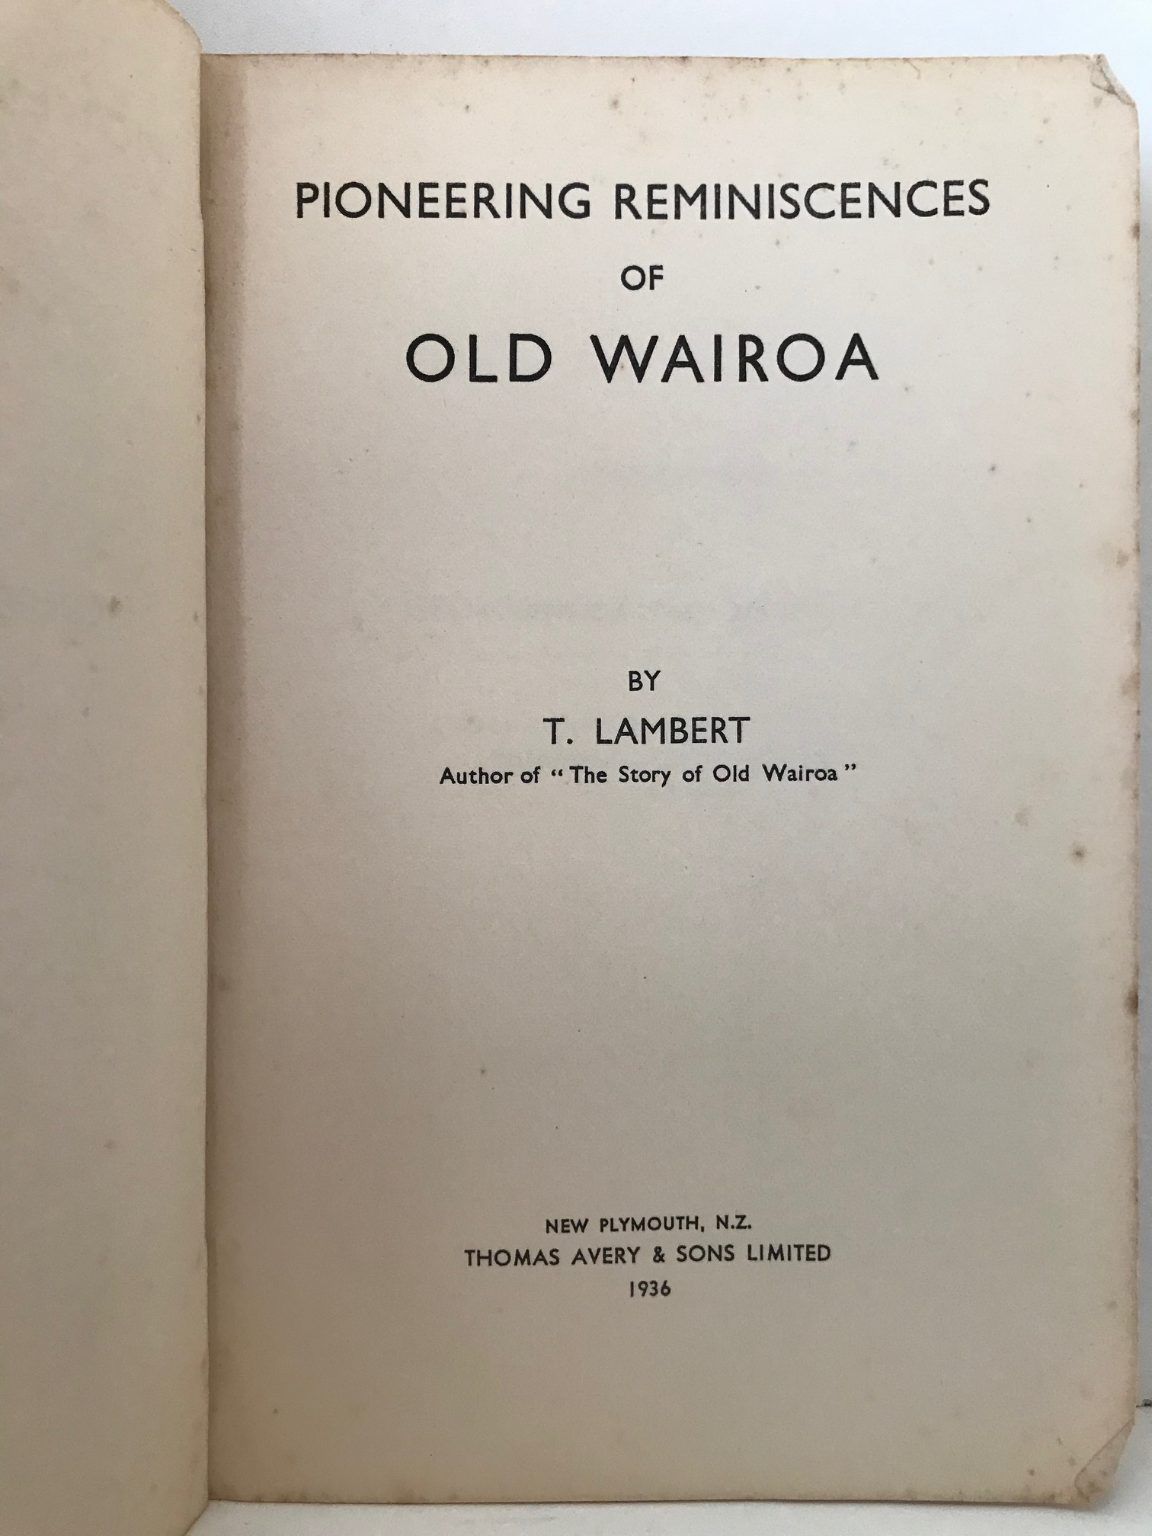 PIONEERING REMINISCENCES
OF
OLD WAIROA
BY
T. LAMBERT
Author of “The Story of Old Wairoa”
NEW PLYMOUTH, N.Z.
THOMAS AVERY & SONS LIMITED
1936